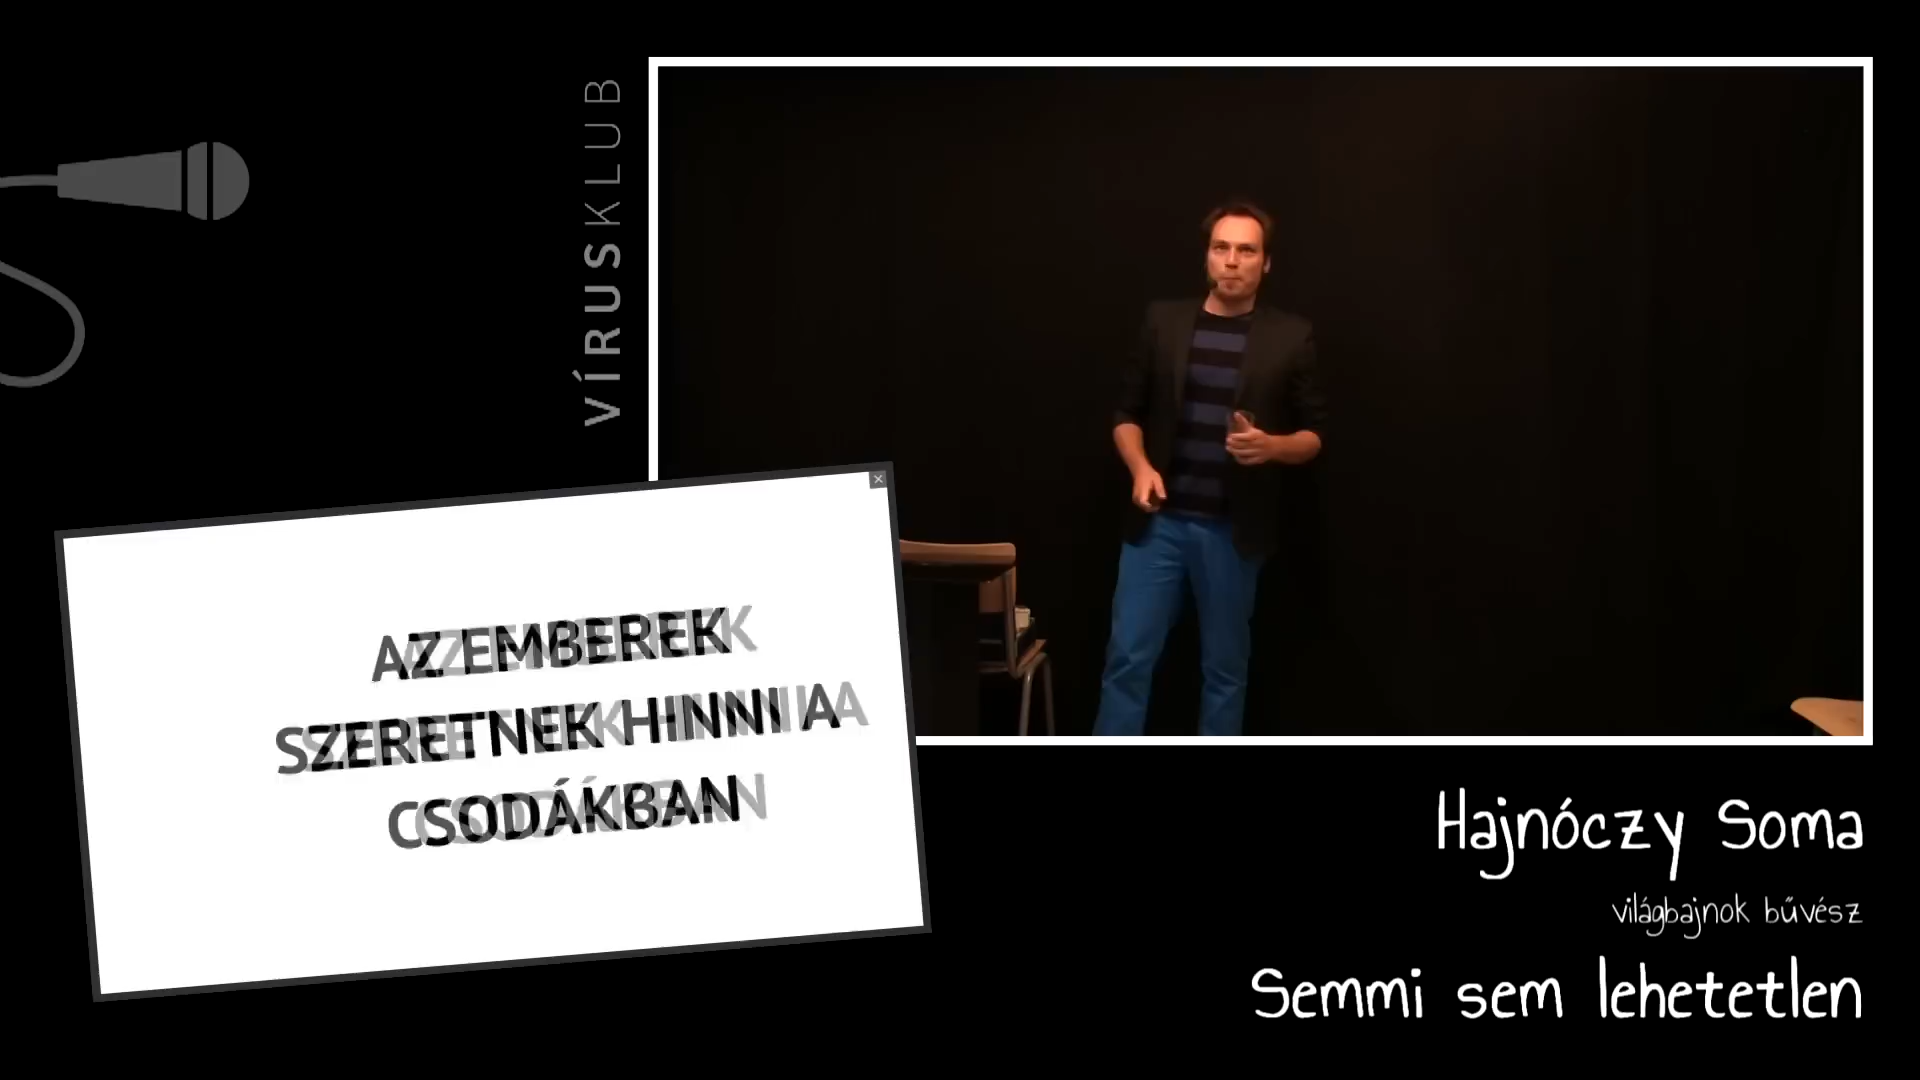 VÍRUSKLUB
AZ EMBEREK
SZERETNEK HINNI A
CSODÁKBAN
Hajnóczy Soma
világbajnok bűvész
Semmi sem lehetetlen